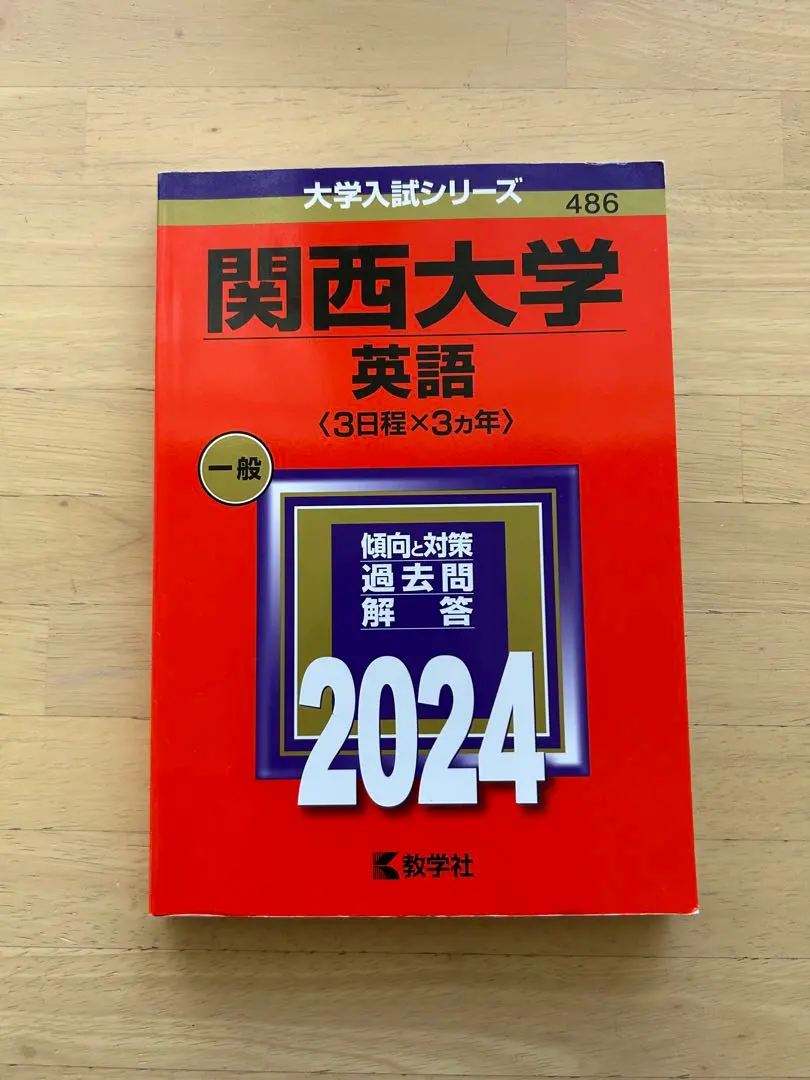 大学入試シリーズ
486
関西大学
英語
〈3日程×3ヵ年〉
一般
傾向と対策
過去問
解答
2024
教学社